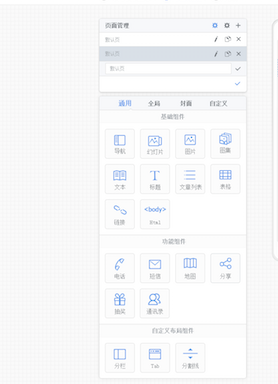 页面管理
默认页
默认页
默认页
通用 全局 封面 自定义
基础组件
导航 幻灯片 图片 图集
文本 标题 文章列表 表格
链接 <body> Html
功能组件
电话 短信 地图 分享
抽奖 通讯录
自定义布局组件
分栏 Tab 分割线